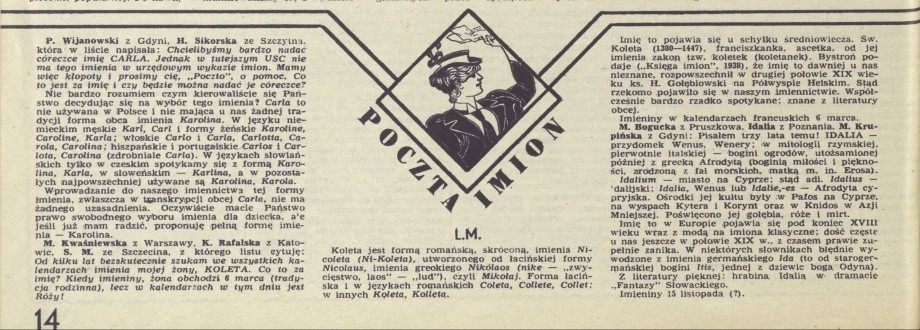 P. Wijanowski z Gdyni, H. Sikorska ze Szczytna,
która w liście napisała: Chcielibyśmy bardzo nadać
córeczce imię CARLA. Jednak w tutejszym USC nie
ma tego imienia w urzędowym wykazie imion. Mamy
więc kłopoty i prosimy cię, „Poczto", o pomoc. Co
to jest za imię i czy będzie można nadać je córeczce?
Nie bardzo rozumiem czym kierowaliście się Pań-
stwo decydując się na wybór tego imienia? Carla to
nie używana w Polsce i nie mająca u nas żadnej tra-
dycji forma obca imienia Karolina. W języku nie-
mieckim męskie Karl, Carl i formy żeńskie Karoline,
Caroline, Karla; włoskie Carlo i Carla, Carlotta, Ca-
rola, Carolina; hiszpańskie i portugalskie Carlos i Car-
lota, Carolina (zdrobniale Carla). W językach słowiań-
skich tylko w czeskim spotykamy się z formą Karo-
lina, Karla, w słoweńskim — Karlina, a w pozosta-
łych najpowszechniej używane są Karolina, Karola.
Wprowadzanie do naszego imiennictwa tej formy
imienia, zwłaszcza w transkrypcji obcej Carla, nie ma
żadnego uzasadnienia. Oczywiście macie Państwo
prawo swobodnego wyboru imienia dla dziecka, ale
jeśli już mam radzić, proponuję pełną formę imie-
nia — Karolina.
M. Kwaśniewska z Warszawy, K. Rafalska z Kato-
wic, S. M. ze Szczecina, z którego listu cytuję:
Od kilku lat bezskutecznie szukam we wszystkich ka-
lendarzach imienia mojej żony, KOLETA. Co to za
imię? Kiedy imieniny, żona obchodzi 6 marca (trady-
cja rodzinna), lecz w kalendarzach w tym dniu jest
Róży!
14
POCZTA IMION
I.M.
Koleta jest formą romańską, skróconą, imienia Ni-
coleta (Ni-Koleta), utworzonego od łacińskiej formy
Nicolaus, imienia greckiego Nikólaos (nike — „zwy-
cięstwo, laos" — „lud"), czyli Mikołaj. Forma łaciń-
ska i w językach romańskich Coleta, Collete, Collet;
w innych Koleta, Kolleta.
Imię to pojawia się u schyłku średniowiecza. Św.
Koleta (1380—1447), franciszkanka, ascetka, od jej
imienia zakon tzw. koletek (koletanek). Bystroń po-
daje („Księga imion", 1938), że imię to dawniej u nas
nieznane, rozpowszechnił w drugiej połowie XIX wie-
ku ks. H. Gołębiowski na Półwyspie Helskim. Stąd
rzekomo pojawiło się w naszym imiennictwie. Współ-
cześnie bardzo rzadko spotykane; znane z literatury
obcej.
Imieniny w kalendarzach francuskich 6 marca.
M. Bogucka z Pruszkowa, Idalia z Poznania, M. Kru-
pińska z Gdyni: Pisałem trzy lata temu! IDALIA —
przydomek Wenus, Wenery; w mitologii rzymskiej,
pierwotnie italskiej — bogini ogrodów, utożsamionej
później z grecką Afrodytą (boginią miłości i piękno-
ści, zrodzoną z fal morskich, matką m. in. Erosa).
Idalium — miasto na Cyprze; stąd adi. Idalius —
'dalijski: Idalia, Wenus lub Idalie,-es — Afrodyta cy-
pryjska. Ośrodki jej kultu były w Pafos na Cyprze,
na wyspach Kytera i Korynt oraz w Knidos w Azji
Mniejszej. Poświęcono jej gołębia, róże i mirt.
Imię to w Europie pojawia się pod koniec XVIII
wieku wraz z modą na imiona klasyczne; dość częste
u nas jeszcze w połowie XIX w., z czasem prawie zu-
pełnie zanika. W niektórych słownikach błędnie wy-
wodzone z imienia germańskiego Ida (to od staroger-
mańskiej bogini Itis, jednej z dziewic boga Odyna).
Z literatury pięknej: hrabina Idalia w dramacie
„Fantazy" Słowackiego.
Imieniny 15 listopada (?).